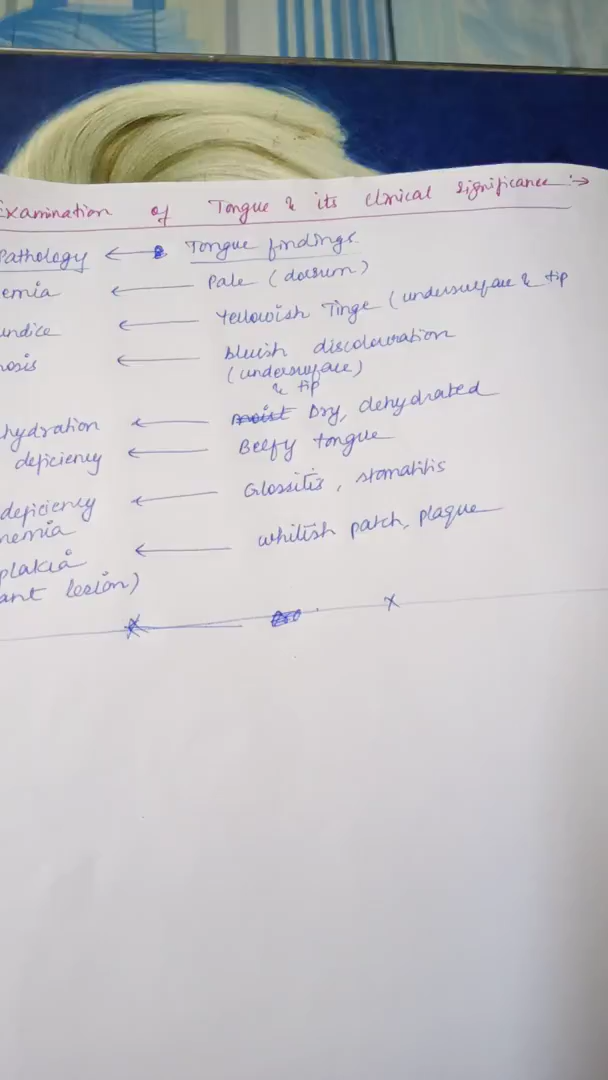 Examination of Tongue & its clinical significance :→
Pathology ← Tongue findings
emia ← Pale (dorsum)
undice ← Yellowish Tinge (undersurface & tip
nosis ← bluish discolouration
(undersurface)
& tip
hydration ← moist Dry, dehydrated
deficiency ← Beefy tongue
deficiency ← Glossitis, stomatitis
nemia
plakia ← whitish patch, plaque
ant lesion)